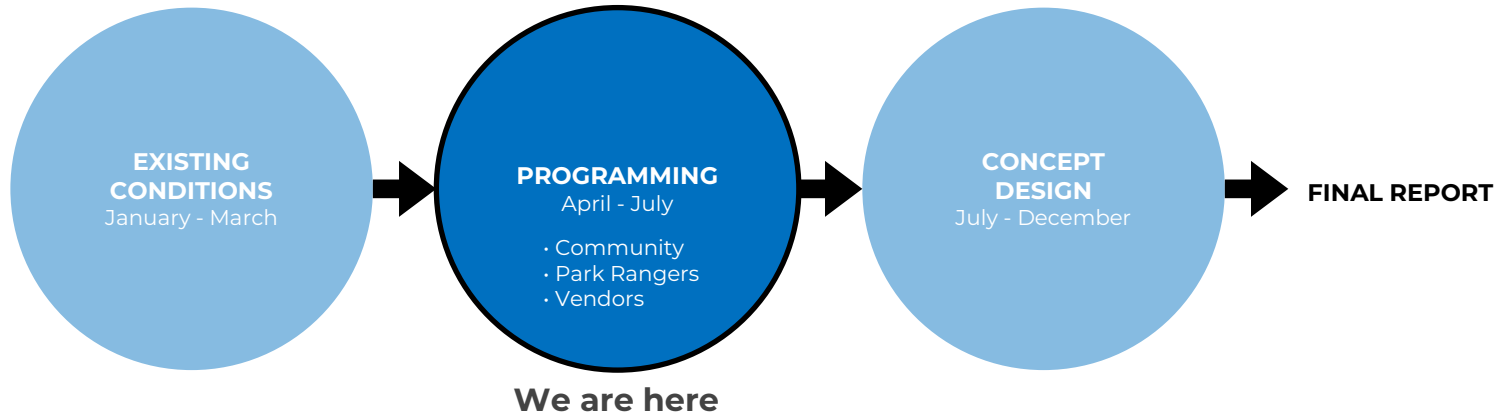 EXISTING
CONDITIONS
January - March
PROGRAMMING
April - July
• Community
• Park Rangers
• Vendors
We are here
CONCEPT
DESIGN
July - December
FINAL REPORT